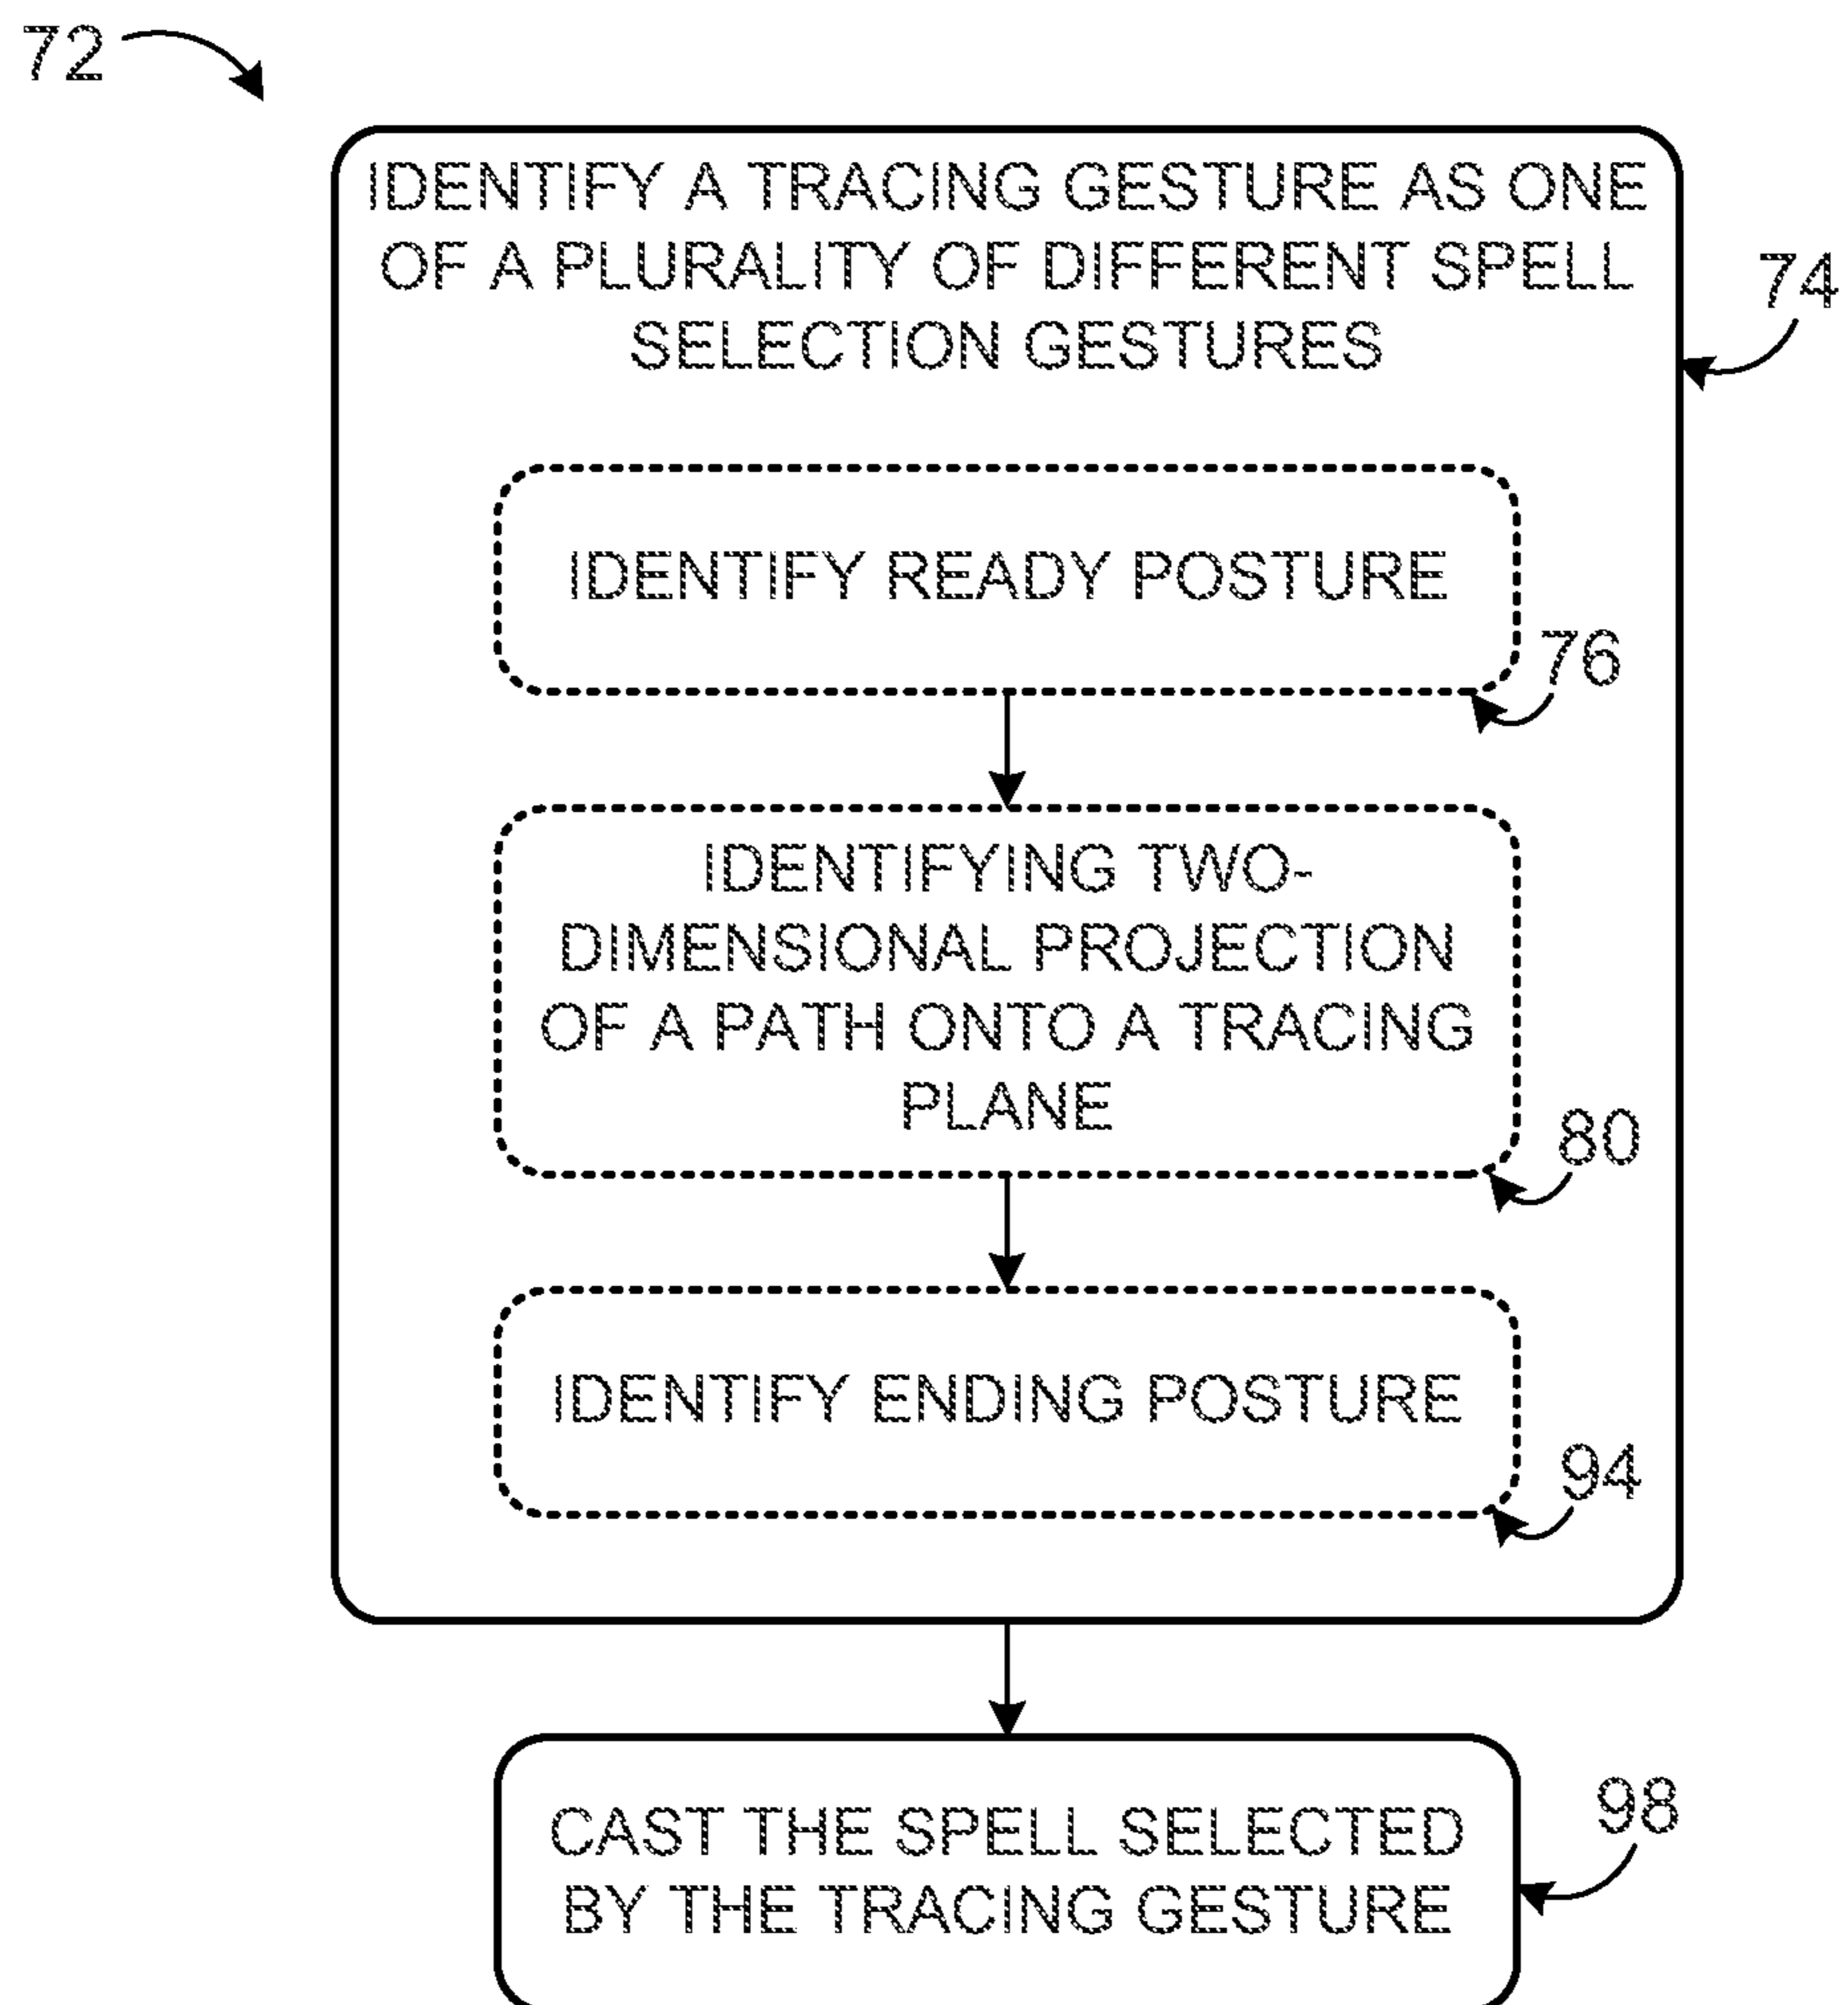 72
IDENTIFY A TRACING GESTURE AS ONE
OF A PLURALITY OF DIFFERENT SPELL
SELECTION GESTURES
74
IDENTIFY READY POSTURE
76
IDENTIFYING TWO-
DIMENSIONAL PROJECTION
OF A PATH ONTO A TRACING
PLANE
80
IDENTIFY ENDING POSTURE
94
CAST THE SPELL SELECTED
BY THE TRACING GESTURE
98